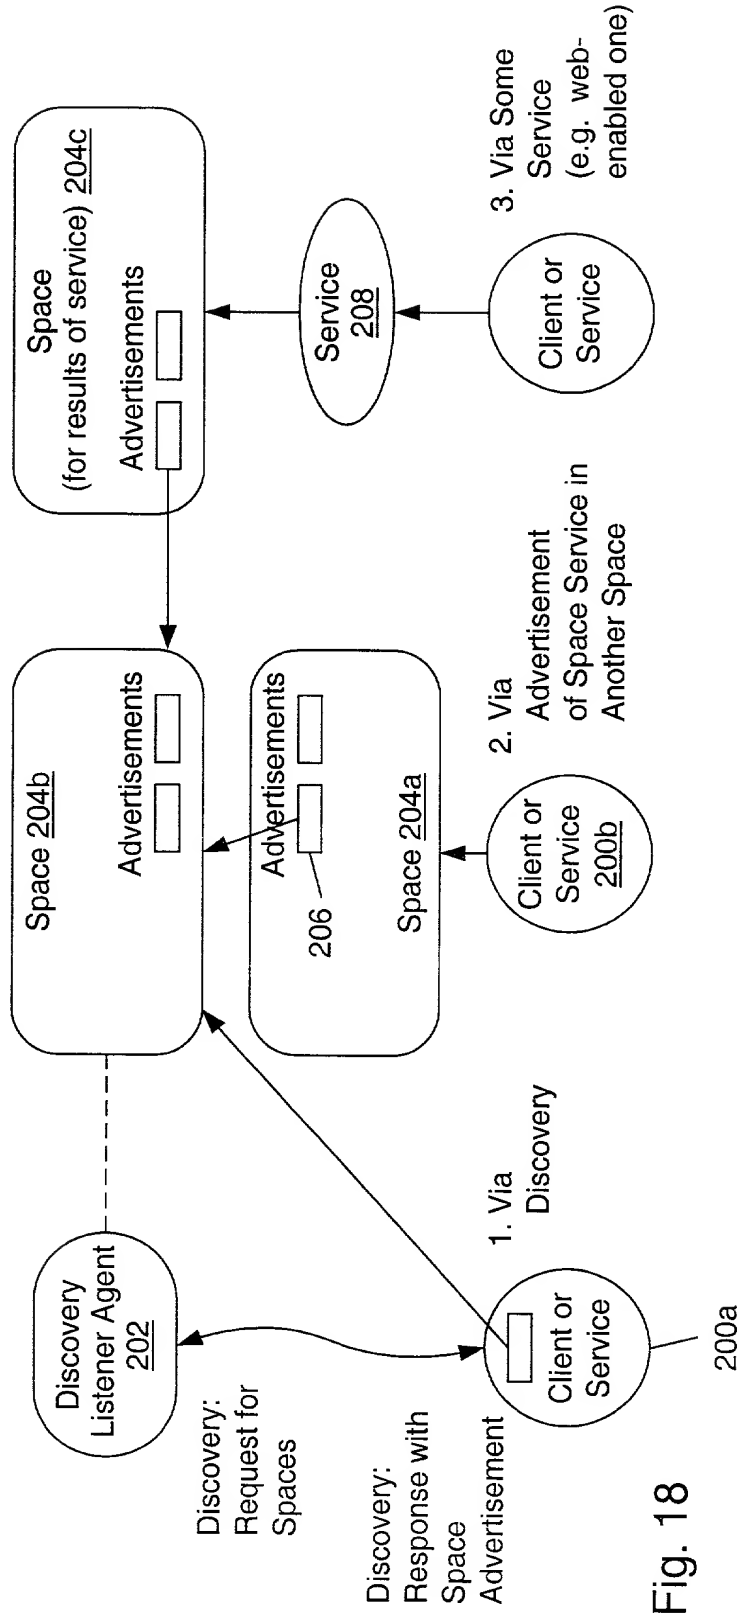 Discovery
Listener Agent
202
Space 204b
Advertisements
Space
(for results of service) 204c
Advertisements
Discovery:
Request for
Spaces
Advertisements
206
Space 204a
Service
208
Discovery:
Response with
Space
Advertisement
Client or
Service
200a
1. Via
Discovery
Client or
Service
200b
2. Via
Advertisement
of Space Service in
Another Space
Client or
Service
3. Via Some
Service
(e.g. web-
enabled one)
Fig. 18